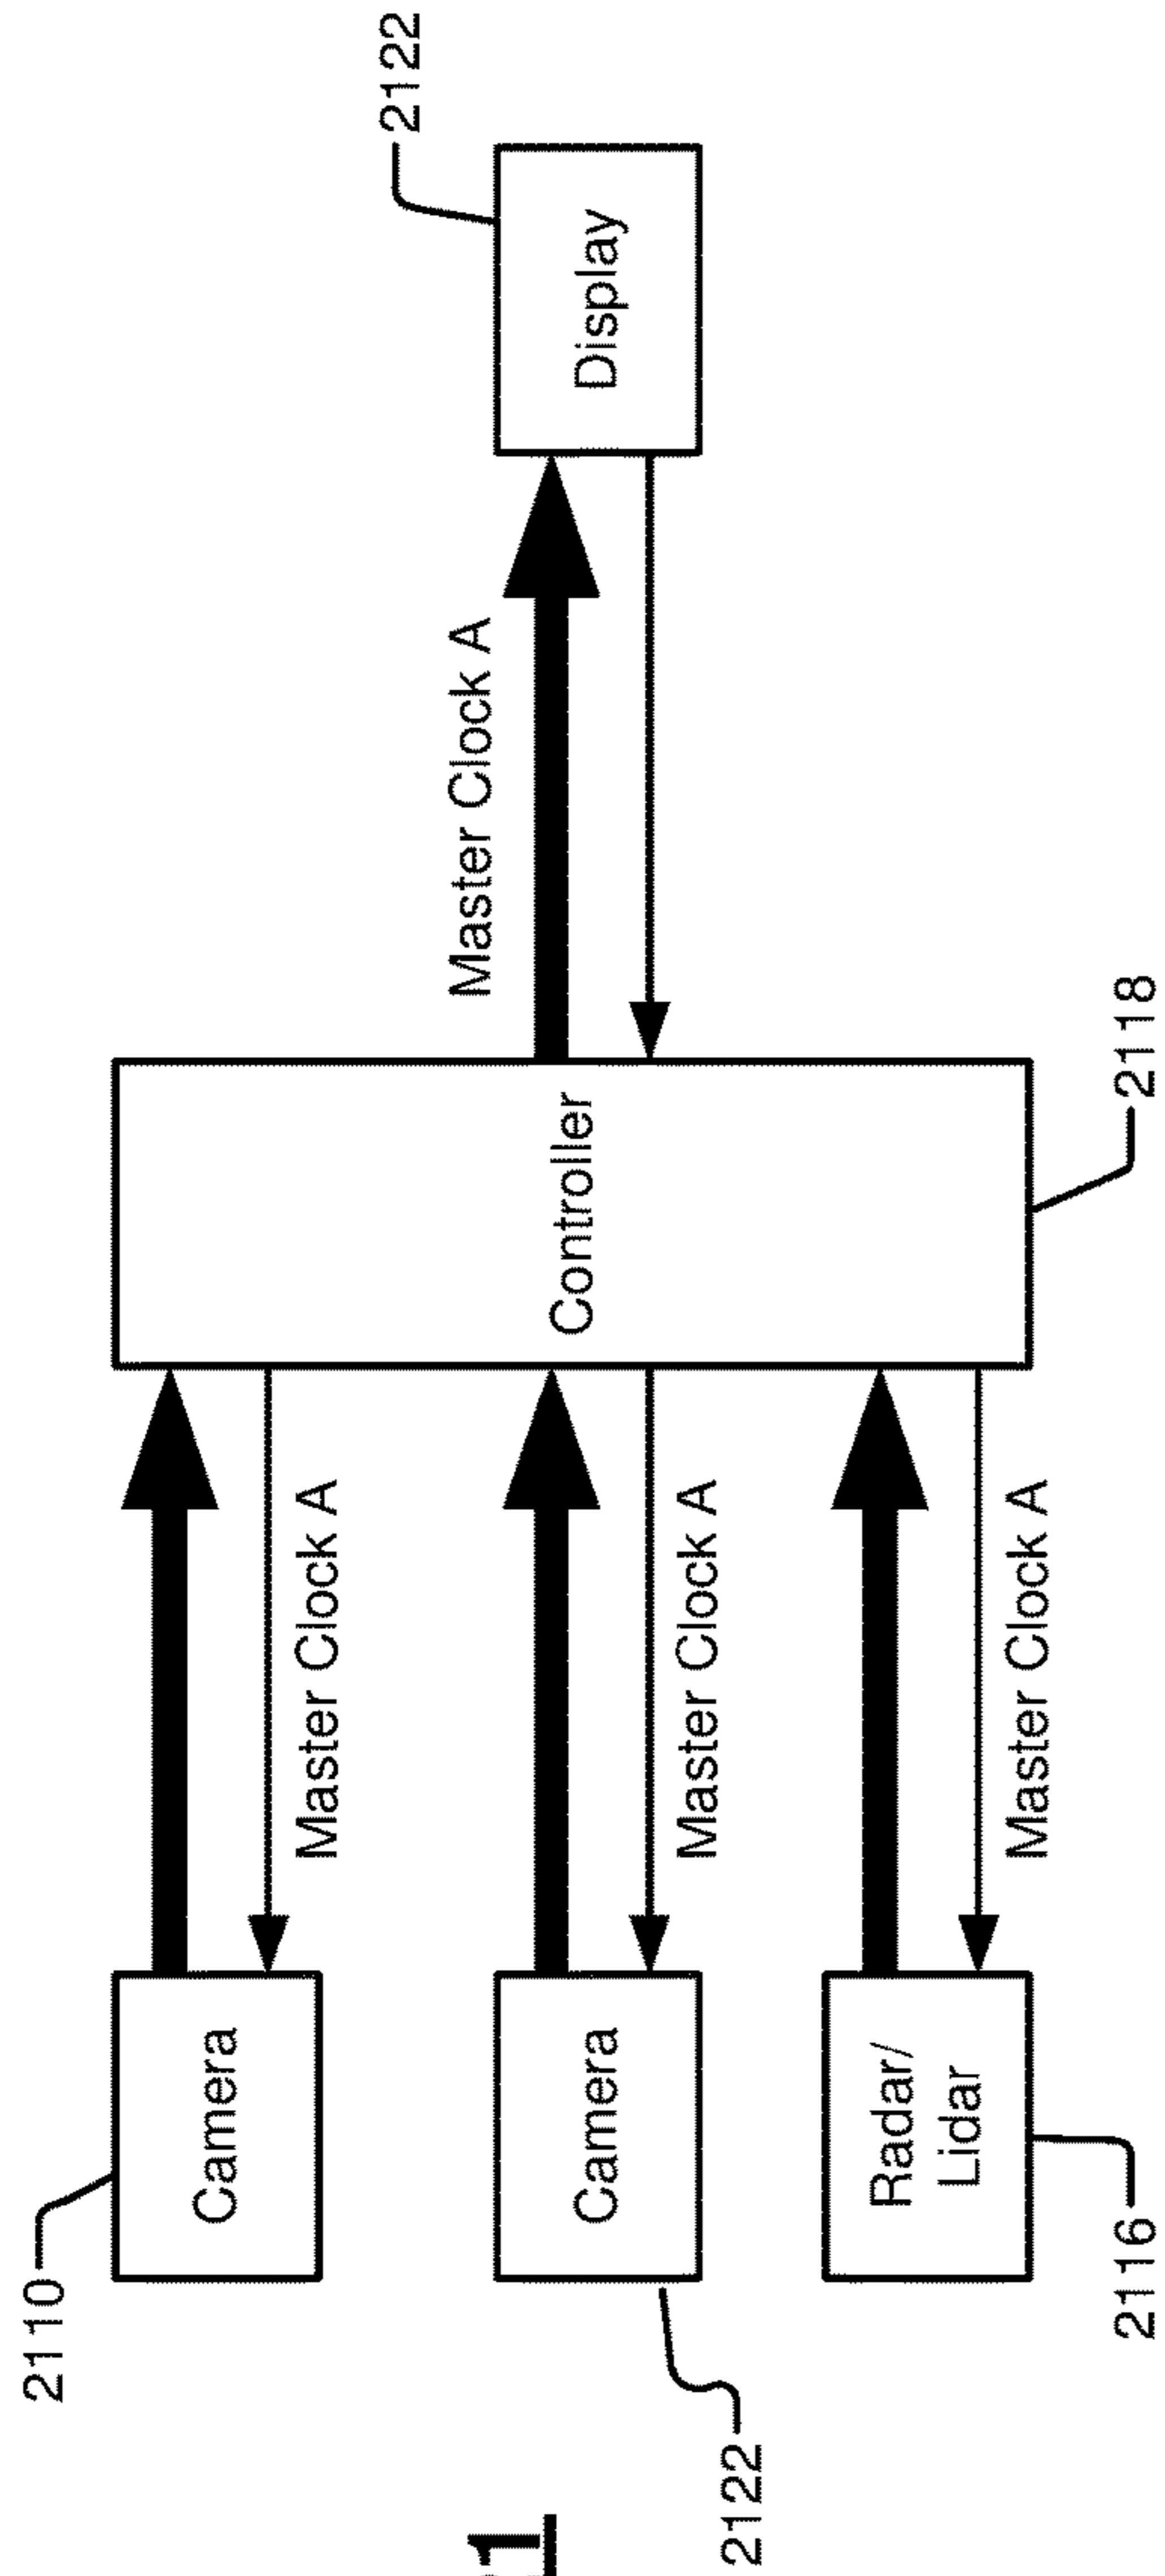 2110
Camera
Master Clock A
Camera
2122
Master Clock A
Radar/
Lidar
2116
Master Clock A
Controller
2118
Master Clock A
Display
2122